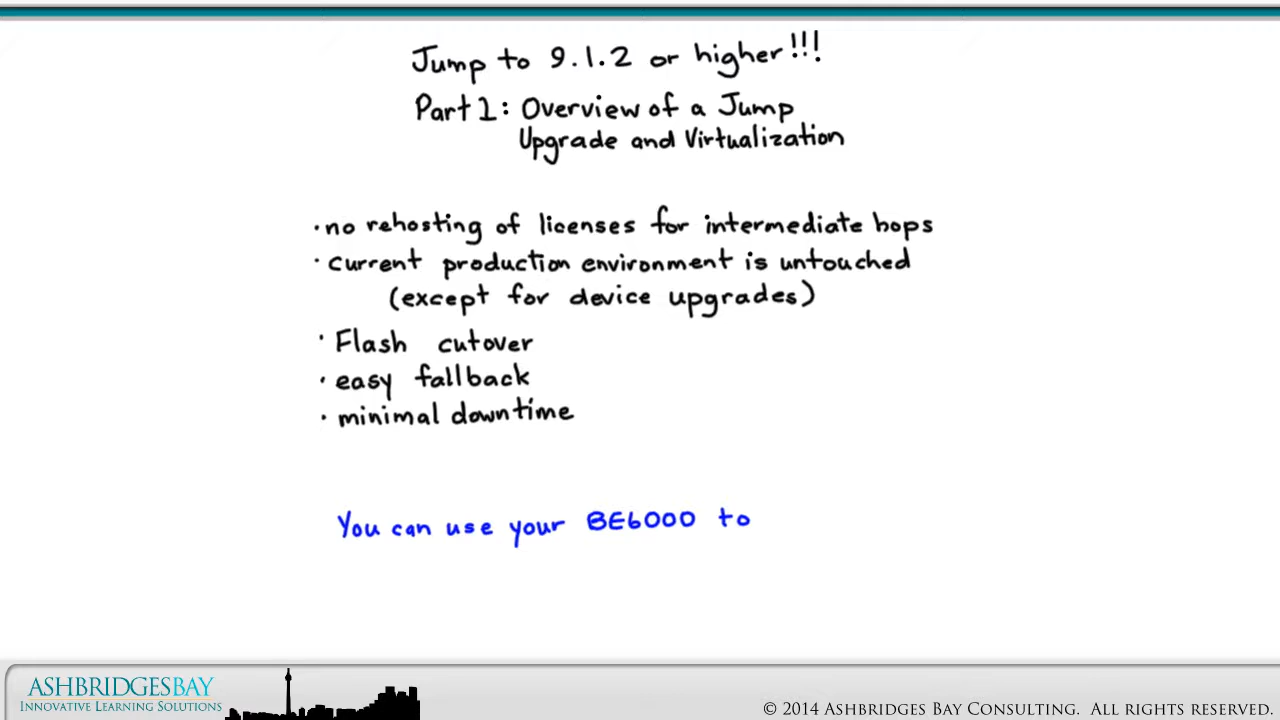 Jump to 9.1.2 or higher!!!
Part 1: Overview of a Jump
Upgrade and Virtualization
· no rehosting of licenses for intermediate hops
· current production environment is untouched
(except for device upgrades)
· Flash cutover
· easy fallback
· minimal downtime
You can use your BE6000 to
ASHBRIDGESBAY
INNOVATIVE LEARNING SOLUTIONS
© 2014 ASHBRIDGES BAY CONSULTING. ALL RIGHTS RESERVED.